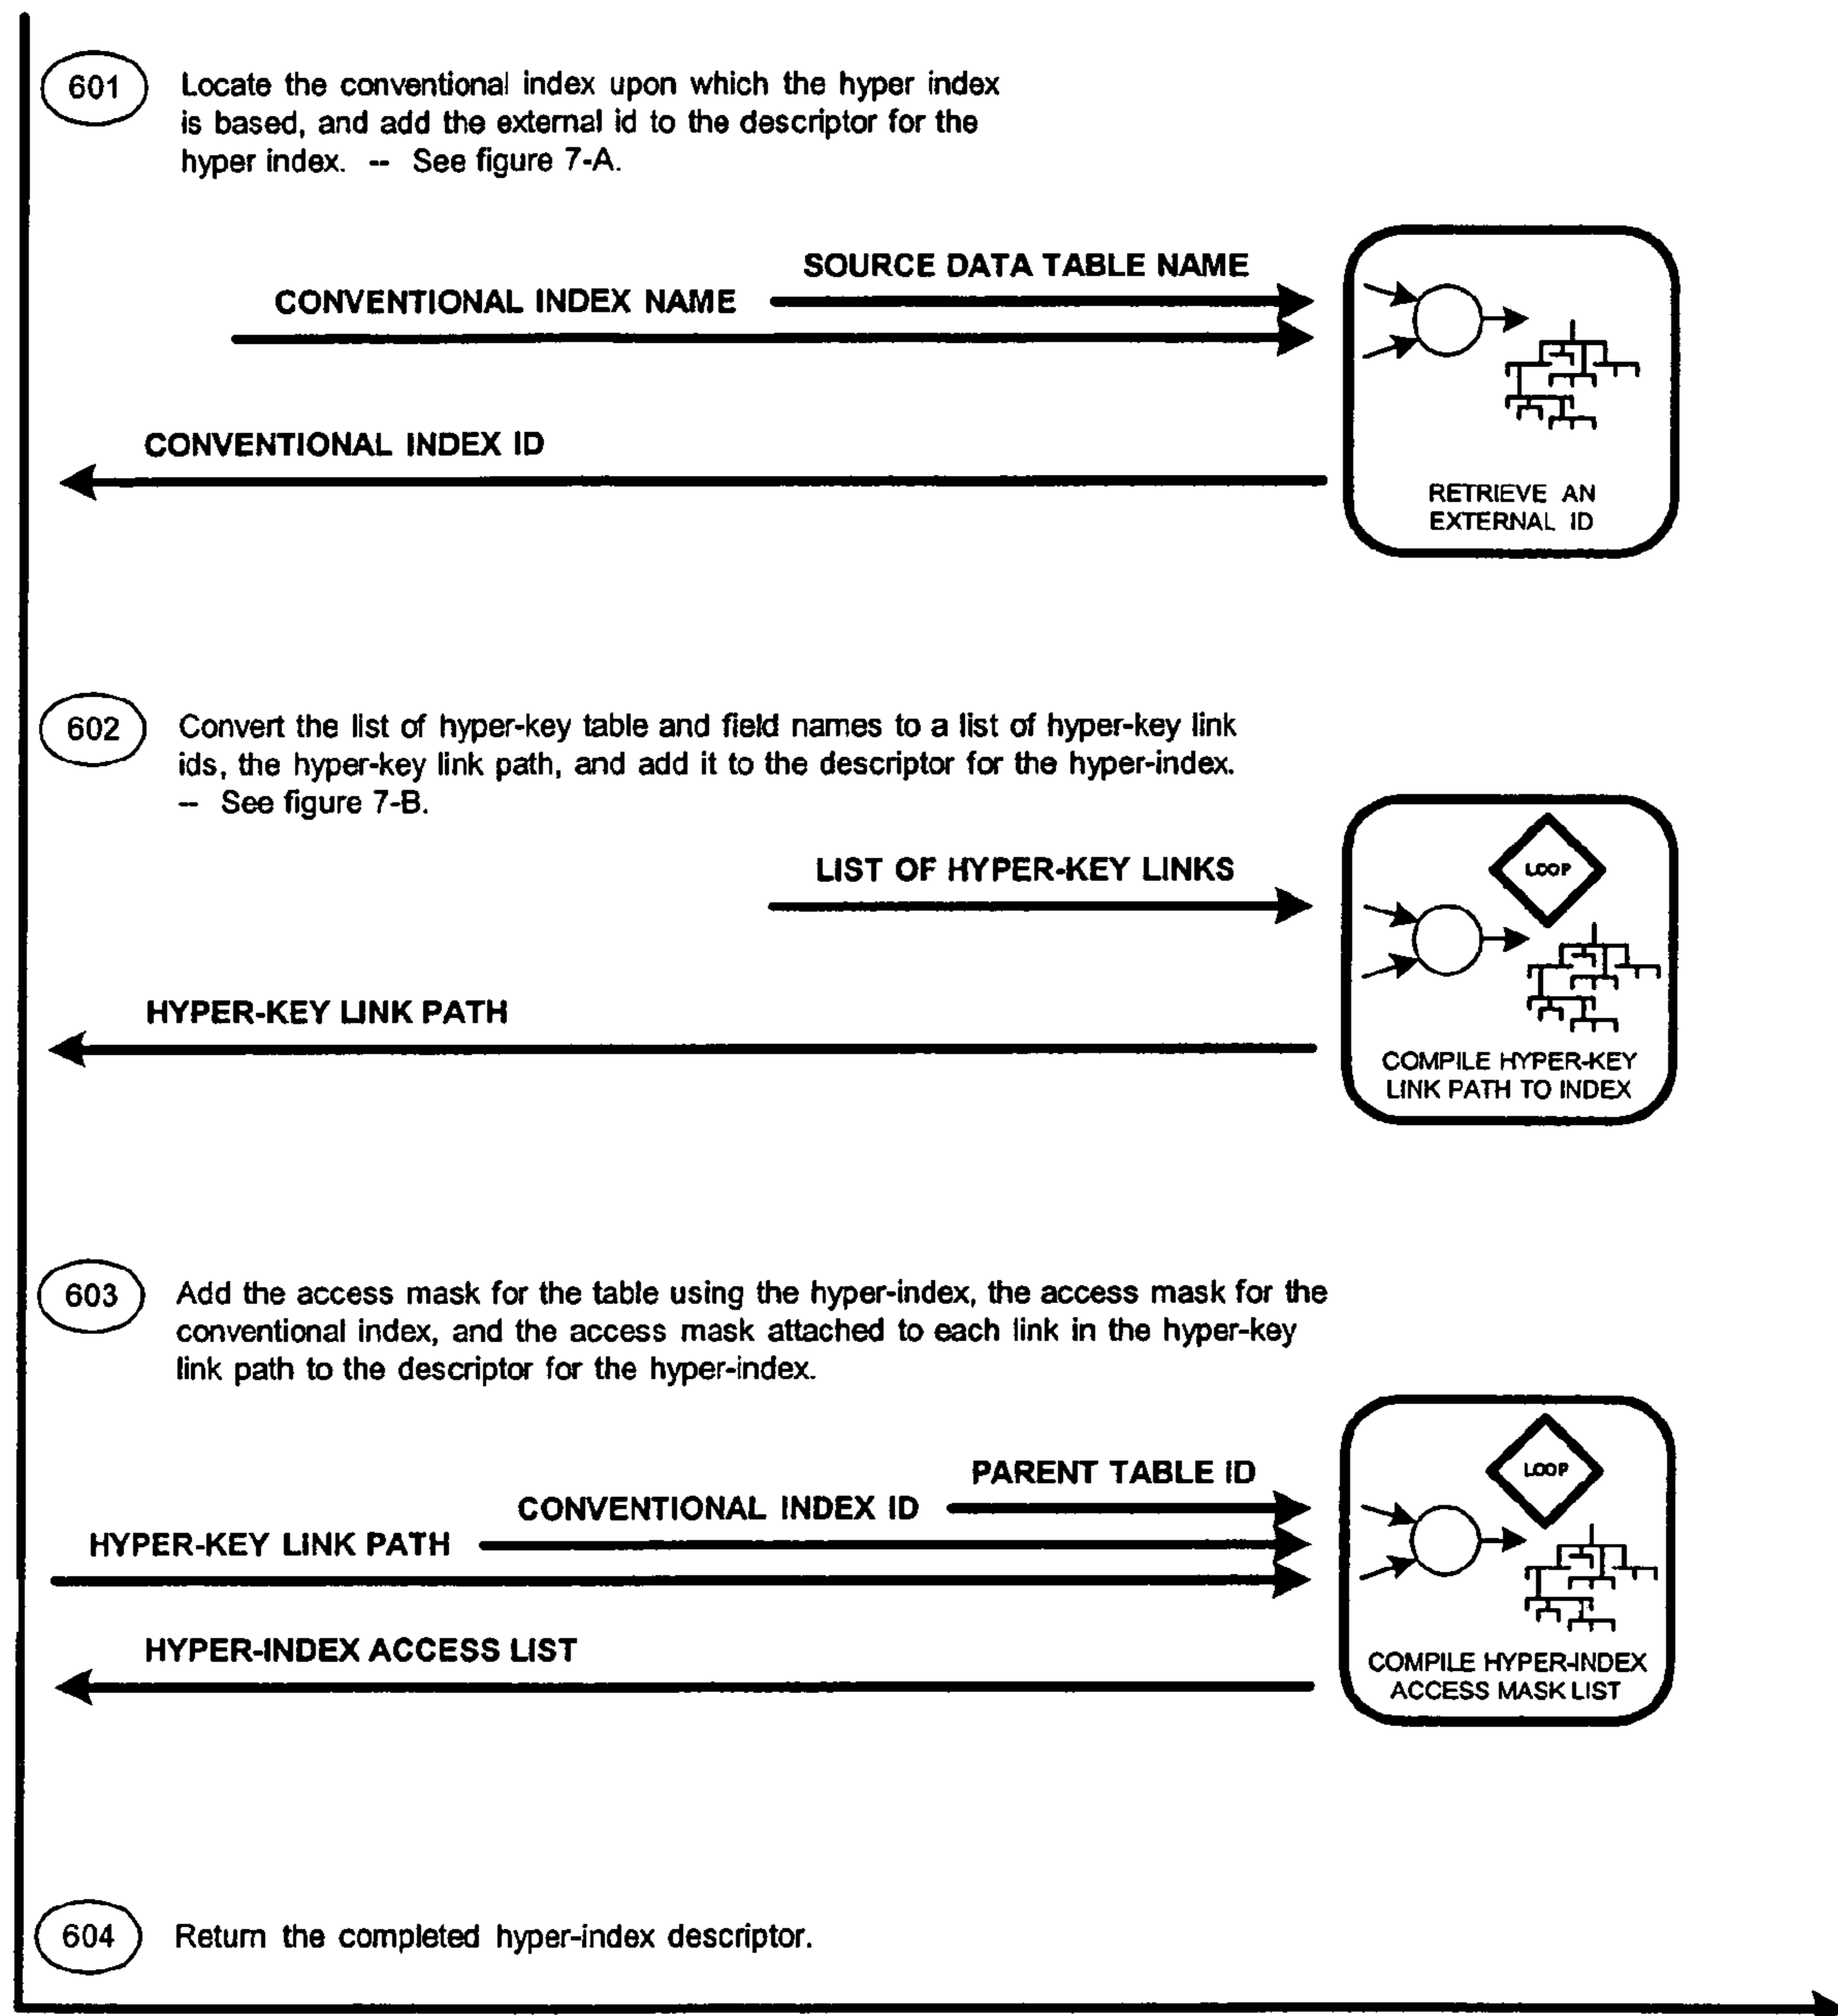 601
Locate the conventional index upon which the hyper index
is based, and add the external id to the descriptor for the
hyper index. -- See figure 7-A.
SOURCE DATA TABLE NAME
CONVENTIONAL INDEX NAME
CONVENTIONAL INDEX ID
RETRIEVE AN
EXTERNAL ID
602
Convert the list of hyper-key table and field names to a list of hyper-key link
ids, the hyper-key link path, and add it to the descriptor for the hyper-index.
-- See figure 7-B.
LOOP
LIST OF HYPER-KEY LINKS
HYPER-KEY LINK PATH
COMPILE HYPER-KEY
LINK PATH TO INDEX
603
Add the access mask for the table using the hyper-index, the access mask for the
conventional index, and the access mask attached to each link in the hyper-key
link path to the descriptor for the hyper-index.
LOOP
PARENT TABLE ID
CONVENTIONAL INDEX ID
HYPER-KEY LINK PATH
HYPER-INDEX ACCESS LIST
COMPILE HYPER-INDEX
ACCESS MASK LIST
604
Return the completed hyper-index descriptor.